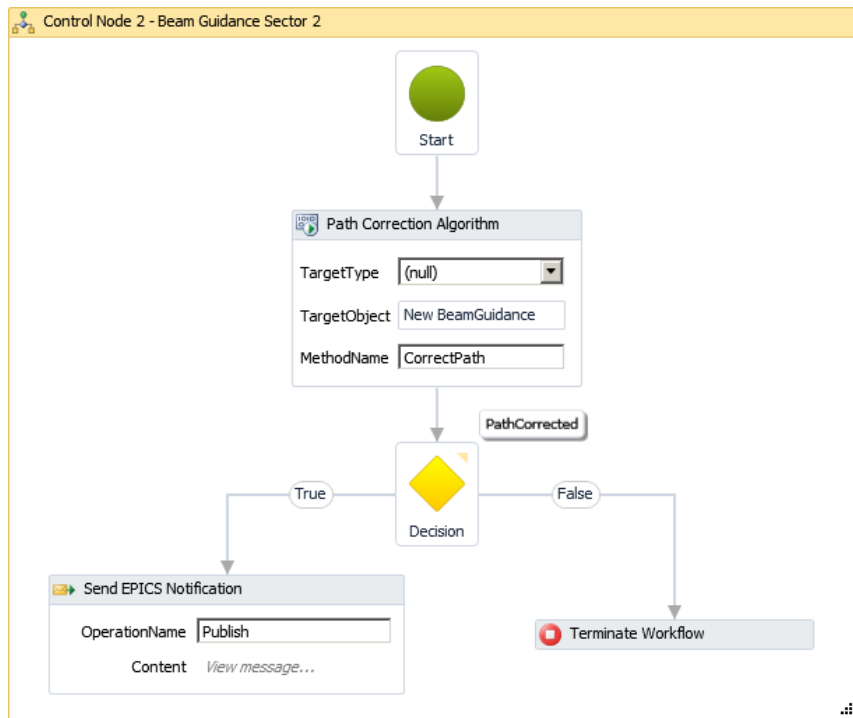 Control Node 2 - Beam Guidance Sector 2
Start
Path Correction Algorithm
TargetType (null)
TargetObject New BeamGuidance
MethodName CorrectPath
PathCorrected
True
False
Decision
Send EPICS Notification
OperationName Publish
Content View message...
Terminate Workflow